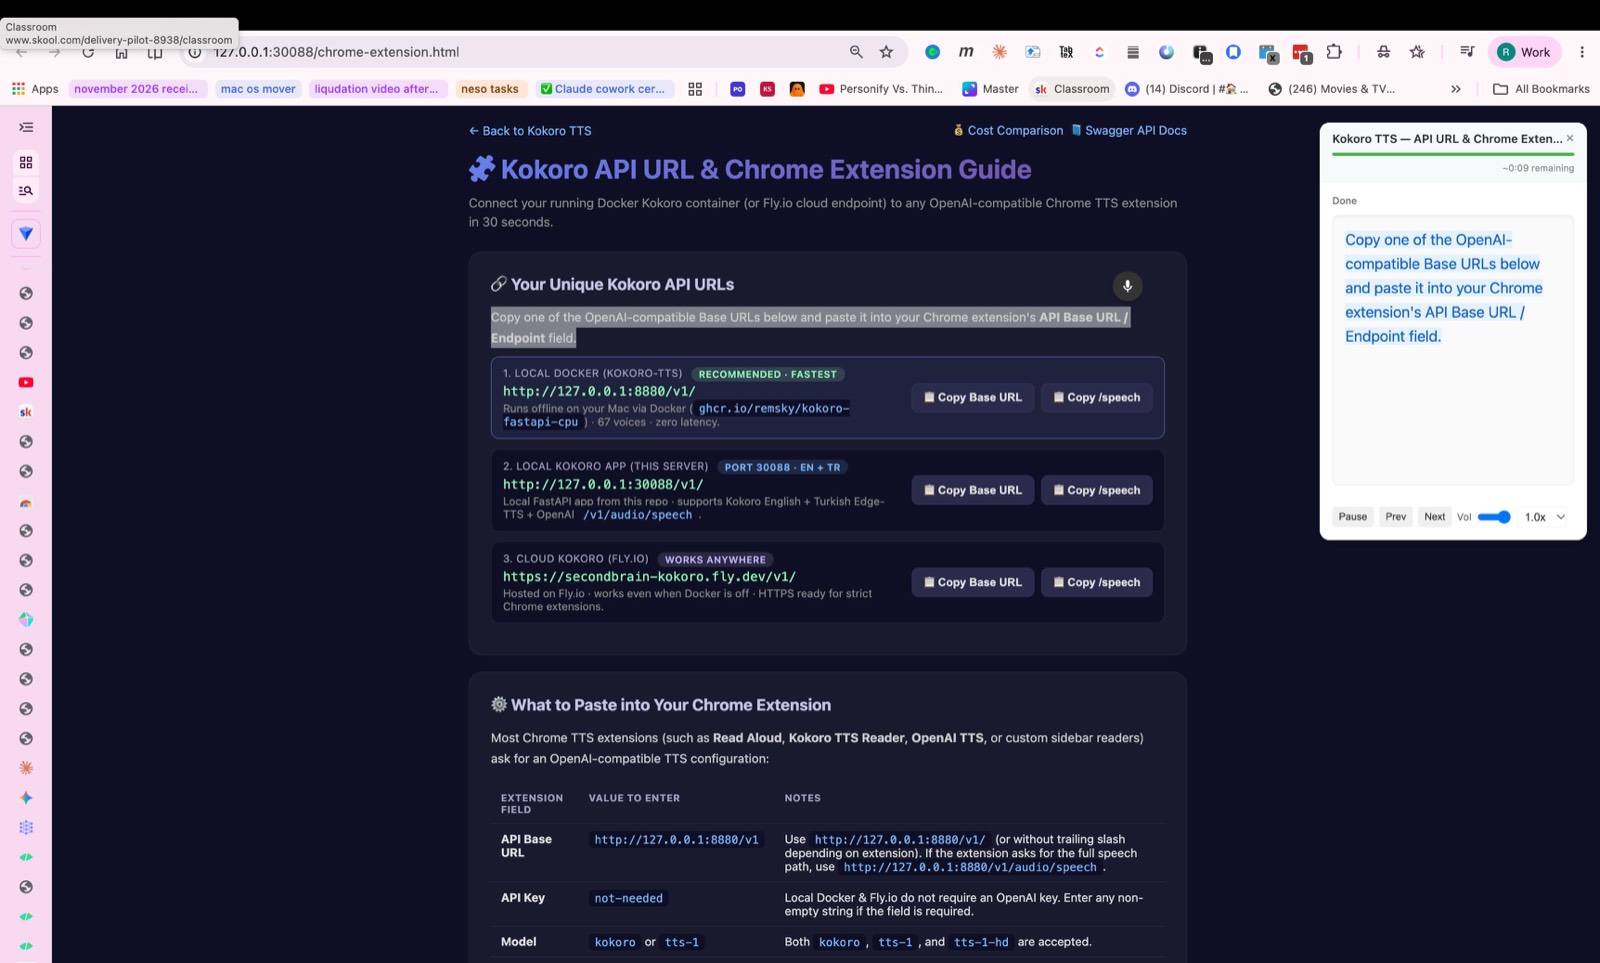 Classroom
www.skool.com/delivery-pilot-8938/classroom
127.0.0.1:30088/chrome-extension.html
Work
Apps
november 2026 recei...
mac os mover
liqudation video after...
neso tasks
✅ Claude cowork cer...
Personify Vs. Thin...
Master
sk Classroom
(14) Discord | #🏠...
(246) Movies & TV...
»
All Bookmarks
← Back to Kokoro TTS
💰 Cost Comparison
📘 Swagger API Docs
🧩 Kokoro API URL & Chrome Extension Guide
Connect your running Docker Kokoro container (or Fly.io cloud endpoint) to any OpenAI-compatible Chrome TTS extension
in 30 seconds.
🔗 Your Unique Kokoro API URLs
Copy one of the OpenAI-compatible Base URLs below and paste it into your Chrome extension's API Base URL /
Endpoint field.
1. LOCAL DOCKER (KOKORO-TTS) RECOMMENDED · FASTEST
http://127.0.0.1:8880/v1/
Runs offline on your Mac via Docker ( ghcr.io/remsky/kokoro-
fastapi-cpu ) · 67 voices · zero latency.
📋 Copy Base URL
📋 Copy /speech
2. LOCAL KOKORO APP (THIS SERVER) PORT 30088 · EN + TR
http://127.0.0.1:30088/v1/
Local FastAPI app from this repo · supports Kokoro English + Turkish Edge-
TTS + OpenAI /v1/audio/speech .
📋 Copy Base URL
📋 Copy /speech
3. CLOUD KOKORO (FLY.IO) WORKS ANYWHERE
https://secondbrain-kokoro.fly.dev/v1/
Hosted on Fly.io · works even when Docker is off · HTTPS ready for strict
Chrome extensions.
📋 Copy Base URL
📋 Copy /speech
⚙️ What to Paste into Your Chrome Extension
Most Chrome TTS extensions (such as Read Aloud, Kokoro TTS Reader, OpenAI TTS, or custom sidebar readers)
ask for an OpenAI-compatible TTS configuration:
EXTENSION
FIELD
VALUE TO ENTER
NOTES
API Base
URL
http://127.0.0.1:8880/v1
Use http://127.0.0.1:8880/v1/ (or without trailing slash
depending on extension). If the extension asks for the full speech
path, use http://127.0.0.1:8880/v1/audio/speech .
API Key
not-needed
Local Docker & Fly.io do not require an OpenAI key. Enter any non-
empty string if the field is required.
Model
kokoro or tts-1
Both kokoro , tts-1 , and tts-1-hd are accepted.
Kokoro TTS — API URL & Chrome Exten... ×
~0:09 remaining
Done
Copy one of the OpenAI-
compatible Base URLs below
and paste it into your Chrome
extension's API Base URL /
Endpoint field.
Pause
Prev
Next
Vol
1.0x